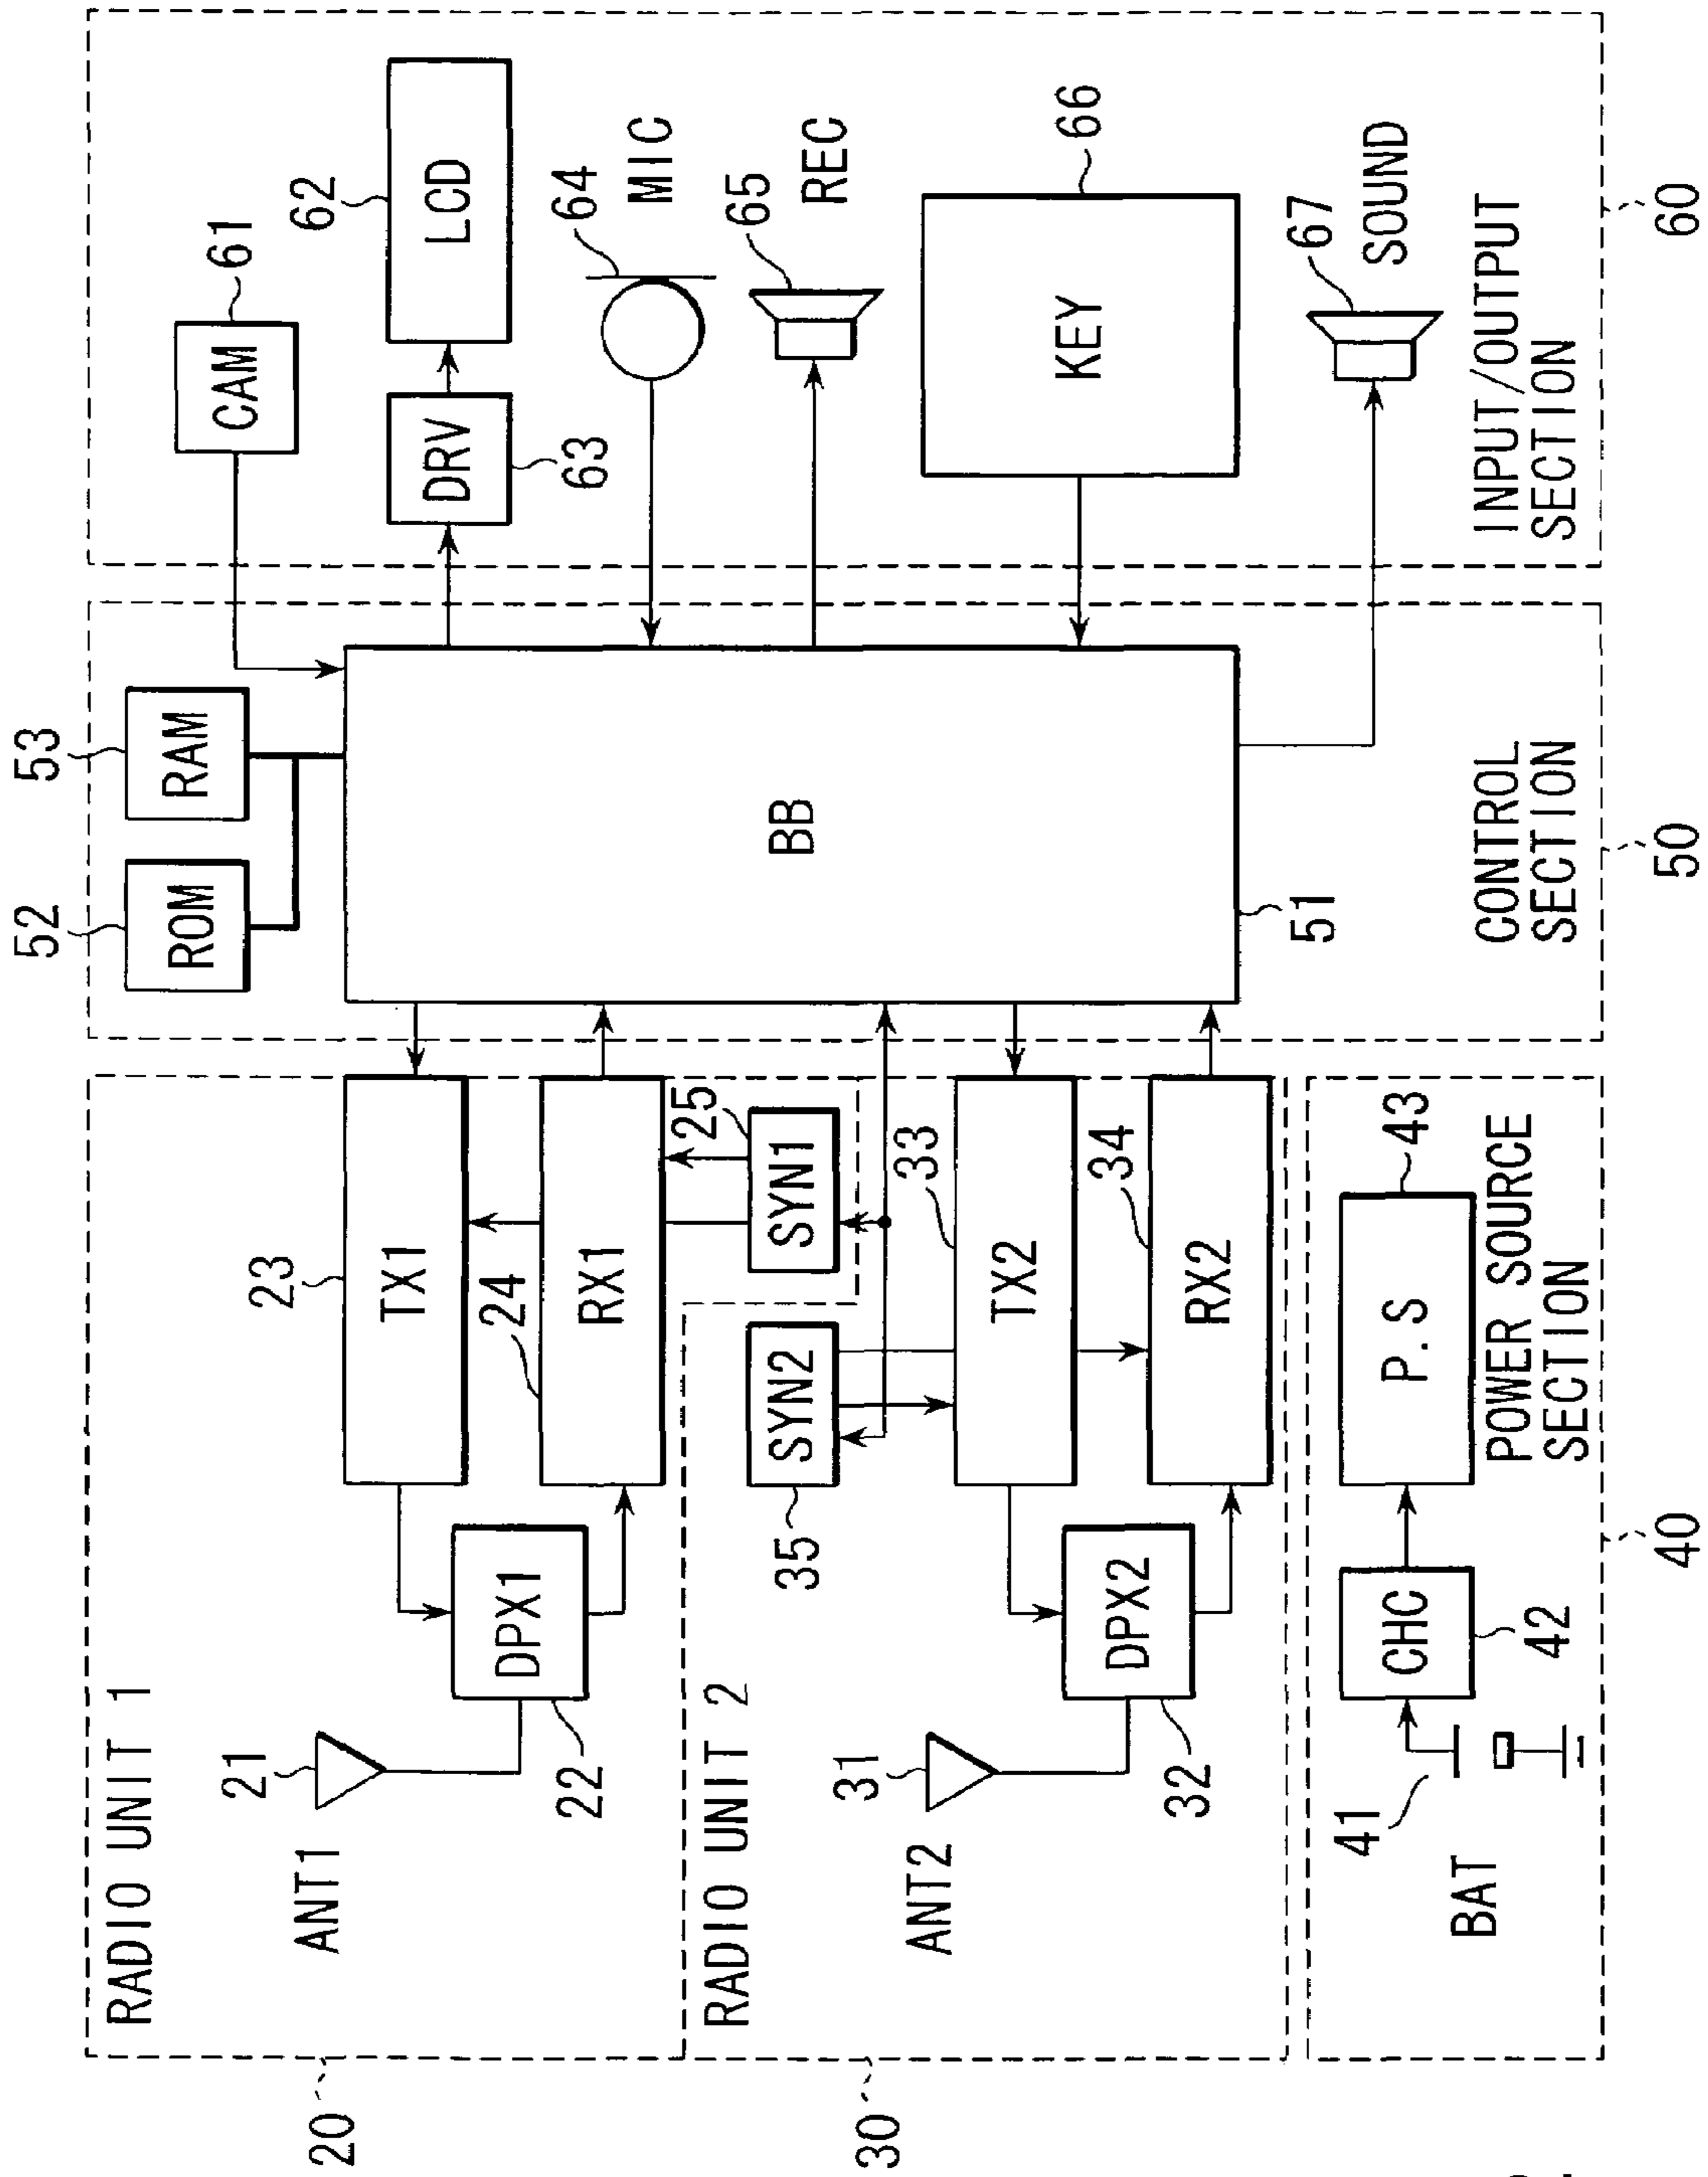 RADIO UNIT 1
20
ANT1
21
DPX1
22
TX1
23
RX1
24
SYN1
25
RADIO UNIT 2
30
ANT2
31
DPX2
32
SYN2
35
TX2
33
RX2
34
BAT
41
CHC
42
P.S
43
POWER SOURCE
SECTION
40
ROM
52
RAM
53
BB
51
CONTROL
SECTION
50
CAM
61
DRV
63
LCD
62
64
MIC
65
REC
KEY
66
67
SOUND
INPUT/OUTPUT
SECTION
60